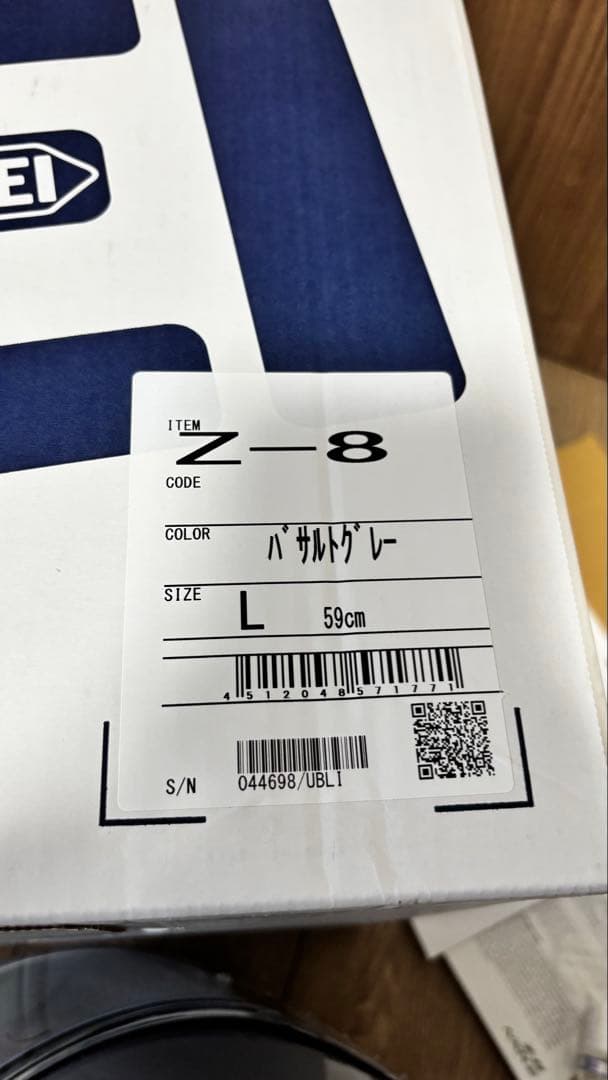 EI
ITEM
Z-8
CODE
COLOR ﾊﾞｻﾙﾄｸﾞﾚｰ
SIZE L 59cm
4512048571771
S/N 044698/UBLI